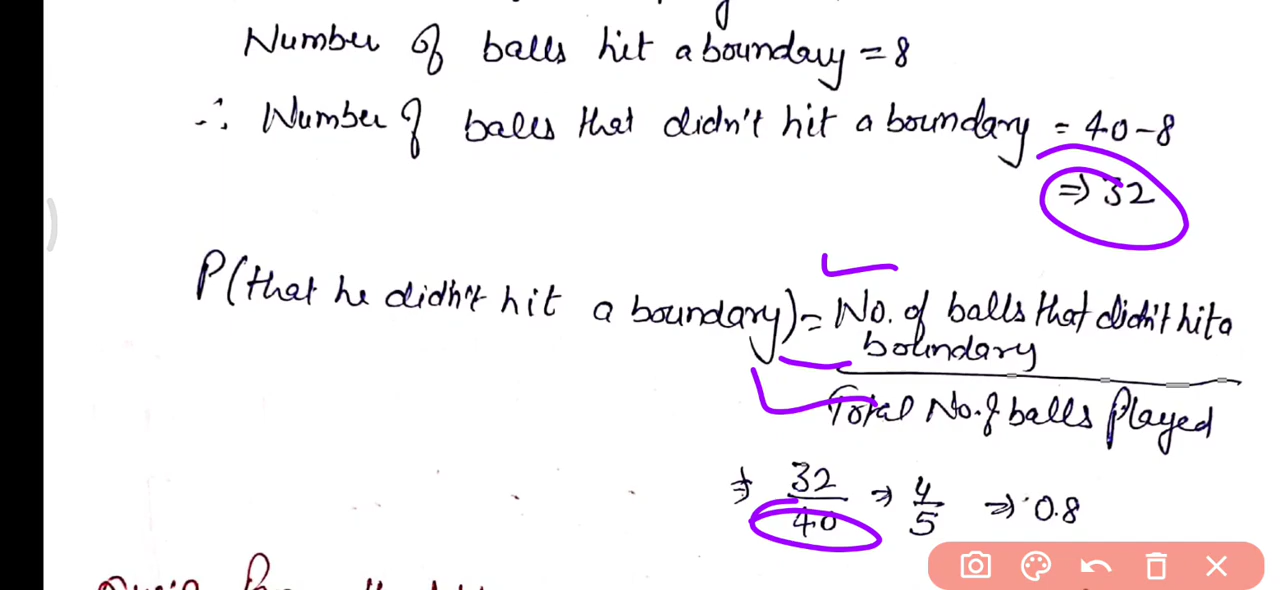 Number of balls hit a boundary = 8
∴ Number of balls that didn't hit a boundary = 40-8
⇒ 32
P(that he didn't hit a boundary) = No. of balls that didn't hit a
boundary
Total No. of balls Played
⇒ 32/40 ⇒ 4/5 ⇒ 0.8